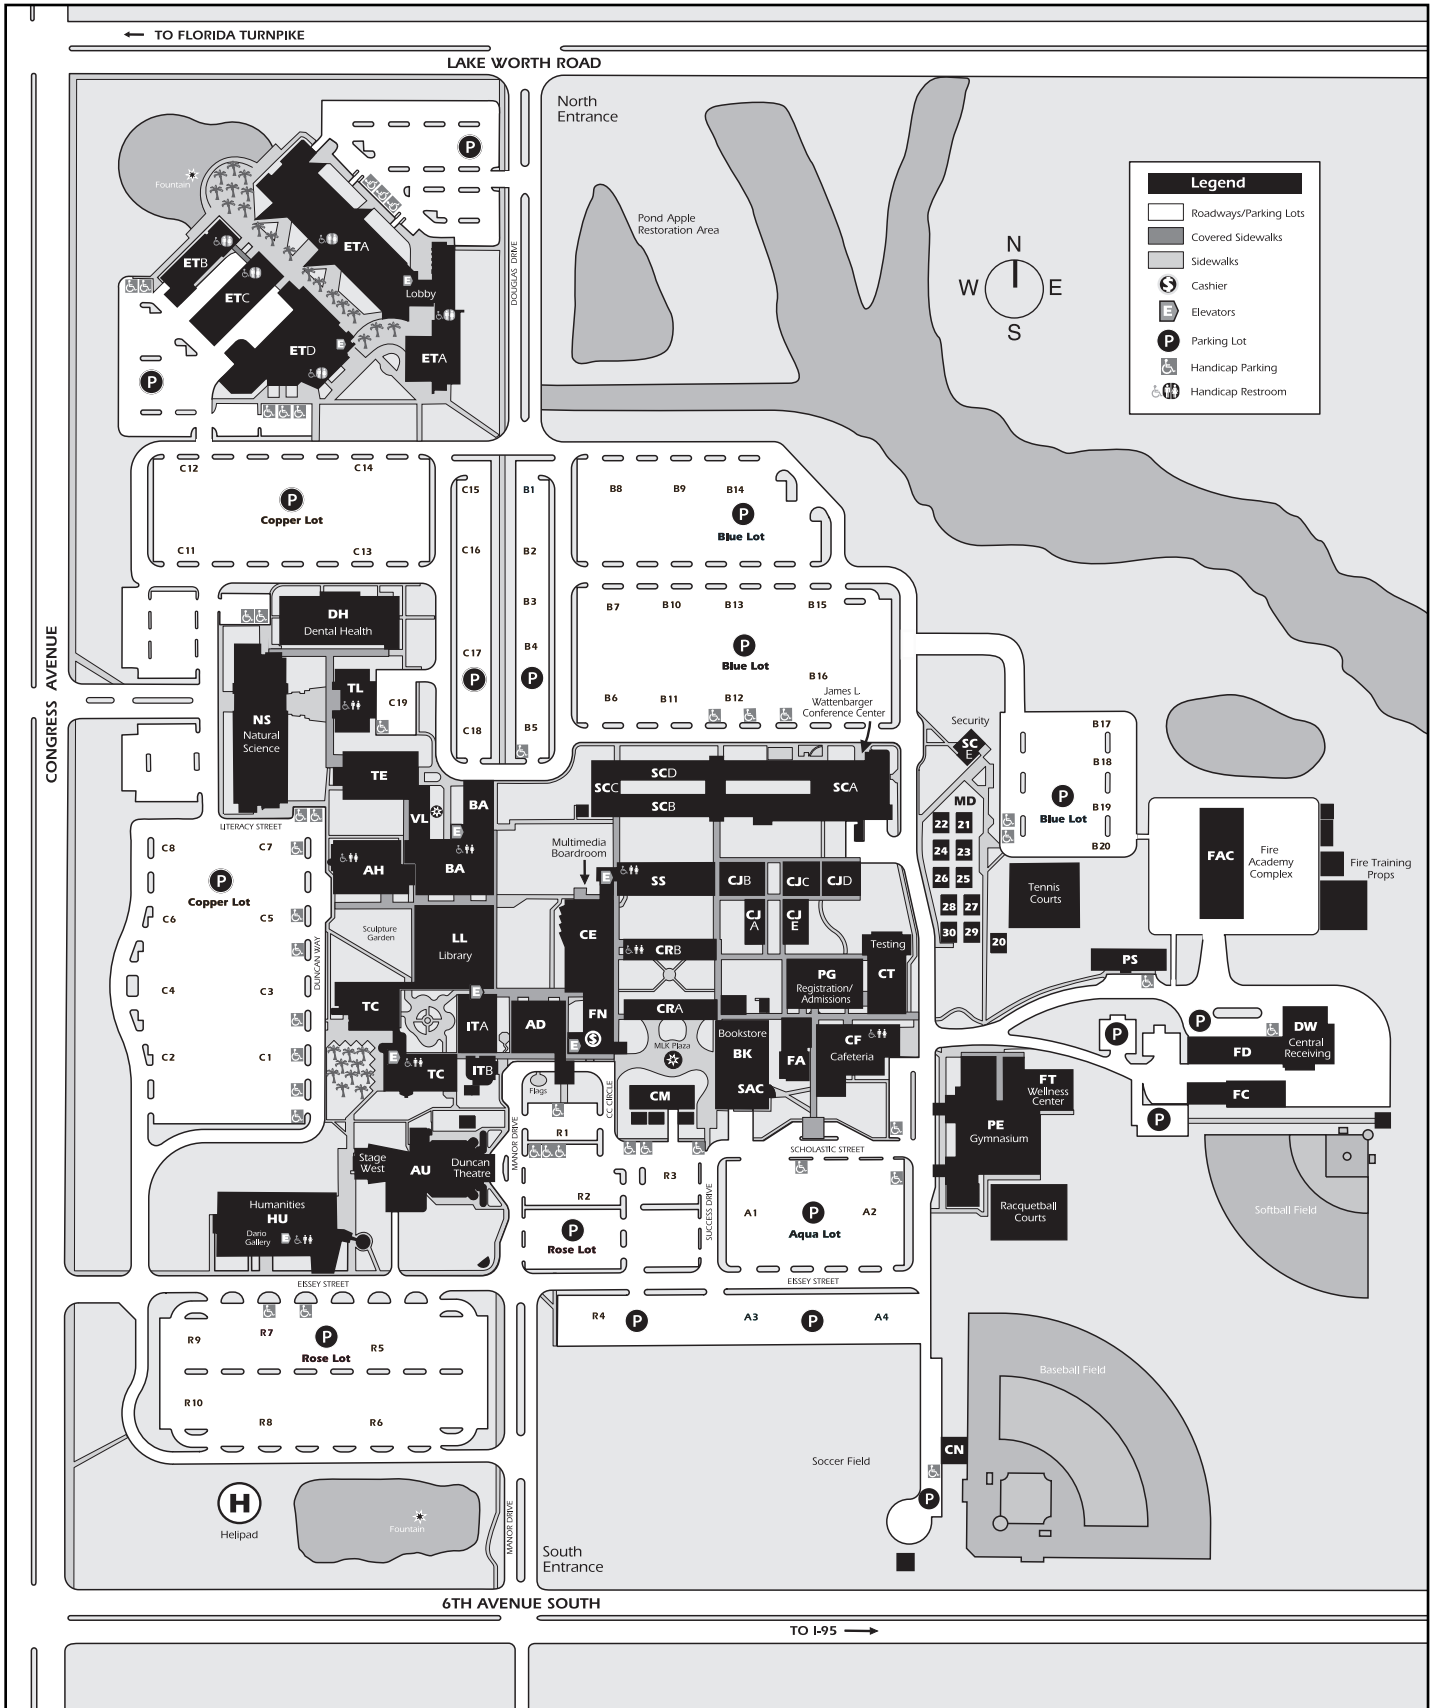 TO FLORIDA TURNPIKE
LAKE WORTH ROAD
North
Entrance
P
Fountain
Pond Apple
Restoration Area
DOUGLAS DRIVE
ETA
ETB
ETC
ETD
E
Lobby
ETA
E
P
N
W E
S
Legend
Roadways/Parking Lots
Covered Sidewalks
Sidewalks
$ Cashier
E Elevators
P Parking Lot
Handicap Parking
Handicap Restroom
CONGRESS AVENUE
C12
C14
P
Copper Lot
C11
C13
C15
C16
C17
P
C18
B1
B2
B3
B4
P
B5
B8
B9
B14
P
Blue Lot
B7
B10
B13
B15
P
Blue Lot
B16
B6
B11
B12
James L.
Wattenbarger
Conference Center
DH
Dental Health
TL
C19
NS
Natural
Science
TE
VL
BA
E
BA
AH
LITERACY STREET
SCD
SCC
SCB
SCA
Security
SC
E
MD
22 21
24 23
26 25
28 27
30 29
20
B17
B18
P
Blue Lot
B19
B20
Tennis
Courts
FAC
Fire
Academy
Complex
Fire Training
Props
C8
C7
P
Copper Lot
C6
C5
C4
C3
C2
C1
DUNCAN WAY
Sculpture
Garden
LL
Library
Multimedia
Boardroom
E
SS
CJB
CJC
CJD
CJ
A
CJ
E
CE
CRB
CRA
PG
Registration/
Admissions
Testing
CT
TC
E
ITA
AD
FN
E
$
E
TC
ITB
MLK Plaza
Bookstore
BK
SAC
FA
CF
Cafeteria
CM
Flags
CC CIRCLE
MANOR DRIVE
R1
R2
R3
P
Rose Lot
SUCCESS DRIVE
SCHOLASTIC STREET
A1
A2
P
Aqua Lot
EISSEY STREET
PS
P
P
DW
Central
Receiving
FD
FC
P
FT
Wellness
Center
PE
Gymnasium
Racquetball
Courts
Softball Field
Stage
West
AU
Duncan
Theatre
Humanities
HU
Dario
Gallery
E
EISSEY STREET
R4
P
A3
P
A4
R9
R7
P
Rose Lot
R5
R10
R8
R6
Baseball Field
Soccer Field
CN
P
H
Helipad
Fountain
MANOR DRIVE
South
Entrance
6TH AVENUE SOUTH
TO I-95